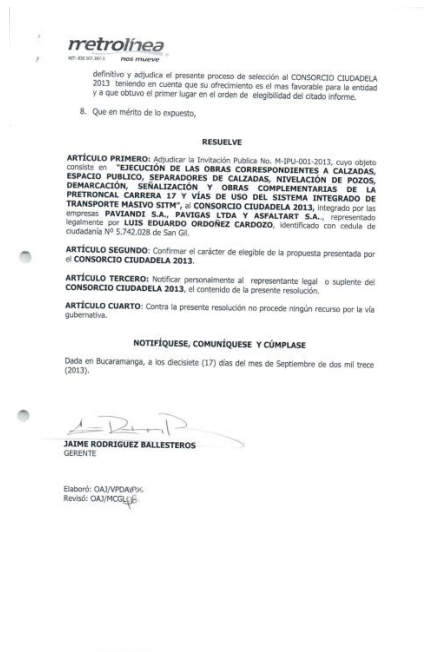 metrolínea
NIT: 830.507.387-3 nos mueve
definitivo y adjudica el presente proceso de selección al CONSORCIO CIUDADELA
2013 teniendo en cuenta que su ofrecimiento es el mas favorable para la entidad
y a que obtuvo el primer lugar en el orden de elegibilidad del citado informe.
8. Que en mérito de lo expuesto,
RESUELVE
ARTÍCULO PRIMERO: Adjudicar la Invitación Publica No. M-IPU-001-2013, cuyo objeto
consiste en "EJECUCIÓN DE LAS OBRAS CORRESPONDIENTES A CALZADAS,
ESPACIO PUBLICO, SEPARADORES DE CALZADAS, NIVELACIÓN DE POZOS,
DEMARCACIÓN, SEÑALIZACIÓN Y OBRAS COMPLEMENTARIAS DE LA
PRETRONCAL CARRERA 17 Y VÍAS DE USO DEL SISTEMA INTEGRADO DE
TRANSPORTE MASIVO SITM", al CONSORCIO CIUDADELA 2013, integrado por las
empresas PAVIANDI S.A., PAVIGAS LTDA Y ASFALTART S.A., representado
legalmente por LUIS EDUARDO ORDOÑEZ CARDOZO, identificado con cedula de
ciudadanía Nº 5.742.028 de San Gil.
ARTÍCULO SEGUNDO: Confirmar el carácter de elegible de la propuesta presentada por
el CONSORCIO CIUDADELA 2013.
ARTÍCULO TERCERO: Notificar personalmente al representante legal o suplente del
CONSORCIO CIUDADELA 2013, el contenido de la presente resolución.
ARTÍCULO CUARTO: Contra la presente resolución no procede ningún recurso por la vía
gubernativa.
NOTIFÍQUESE, COMUNÍQUESE Y CÚMPLASE
Dada en Bucaramanga, a los diecisiete (17) días del mes de Septiembre de dos mil trece
(2013).
JAIME RODRIGUEZ BALLESTEROS
GERENTE
Elaboró: OAJ/VPDA
Revisó: OAJ/MCGL